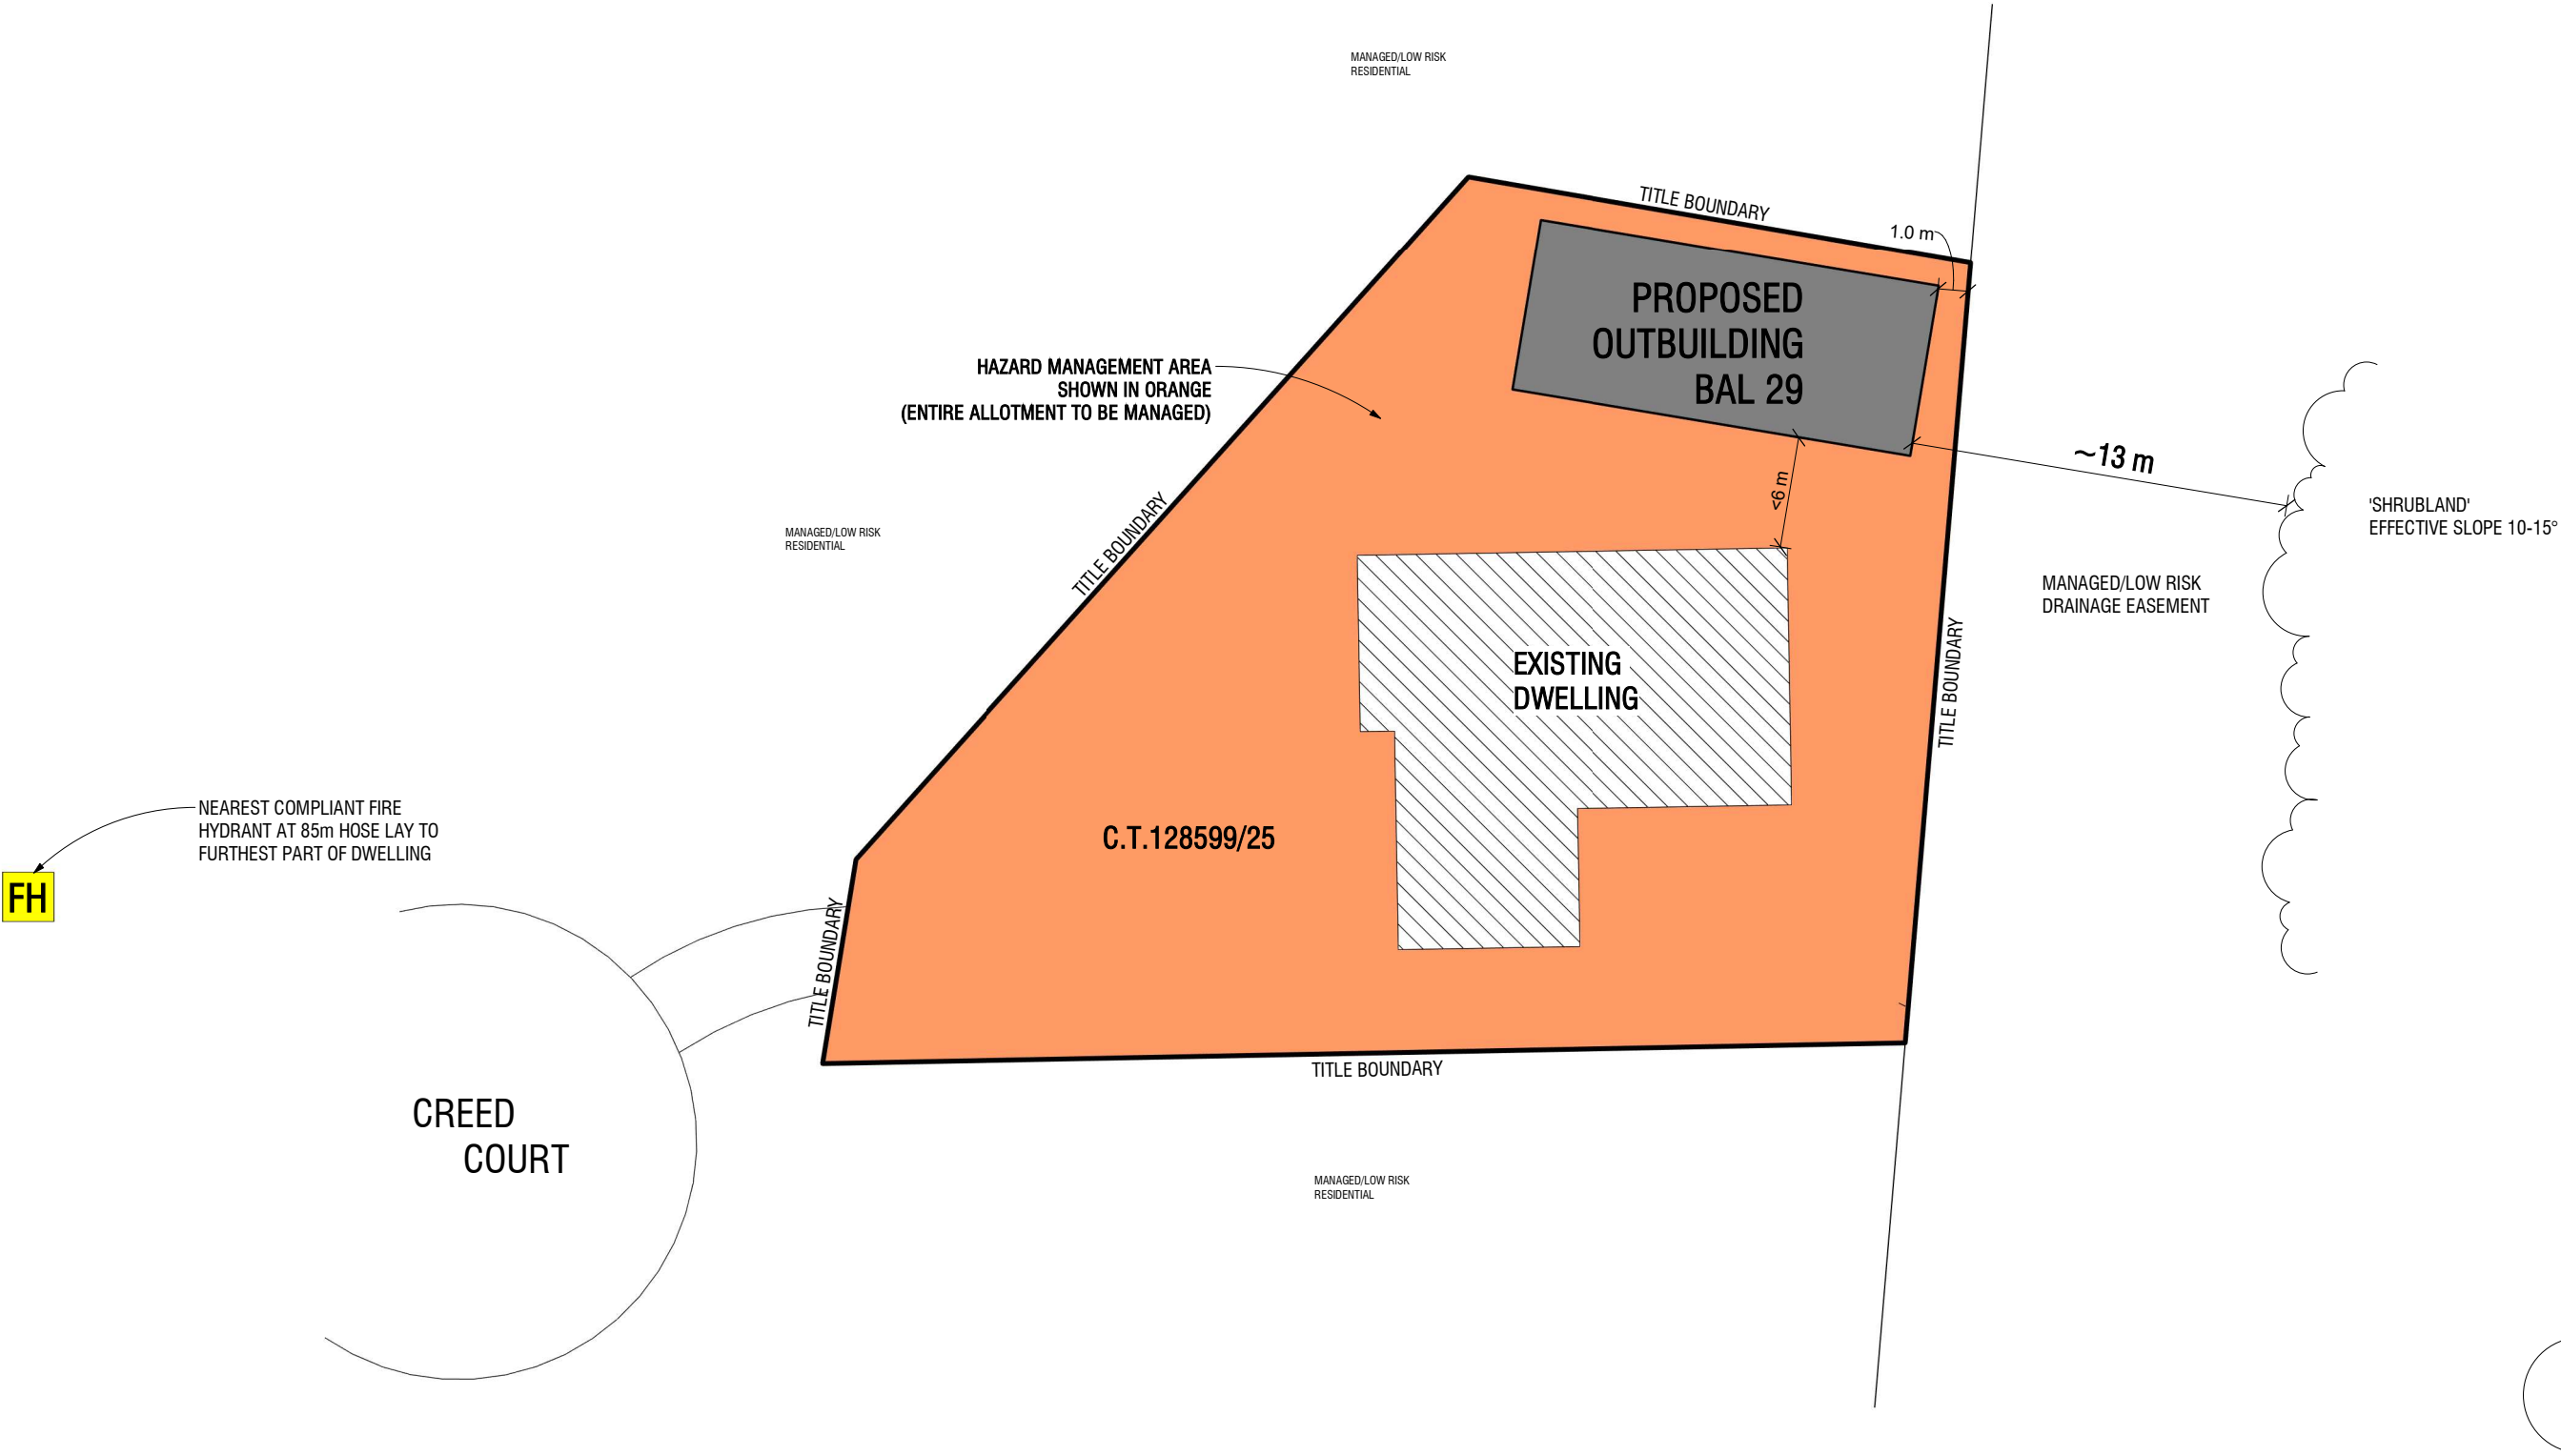 MANAGED/LOW RISK
RESIDENTIAL
TITLE BOUNDARY
1.0 m
PROPOSED
OUTBUILDING
BAL 29
HAZARD MANAGEMENT AREA
SHOWN IN ORANGE
(ENTIRE ALLOTMENT TO BE MANAGED)
~13 m
<6 m
'SHRUBLAND'
EFFECTIVE SLOPE 10-15°
MANAGED/LOW RISK
RESIDENTIAL
TITLE BOUNDARY
MANAGED/LOW RISK
DRAINAGE EASEMENT
EXISTING
DWELLING
TITLE BOUNDARY
NEAREST COMPLIANT FIRE
HYDRANT AT 85m HOSE LAY TO
FURTHEST PART OF DWELLING
C.T.128599/25
FH
TITLE BOUNDARY
TITLE BOUNDARY
CREED
COURT
MANAGED/LOW RISK
RESIDENTIAL